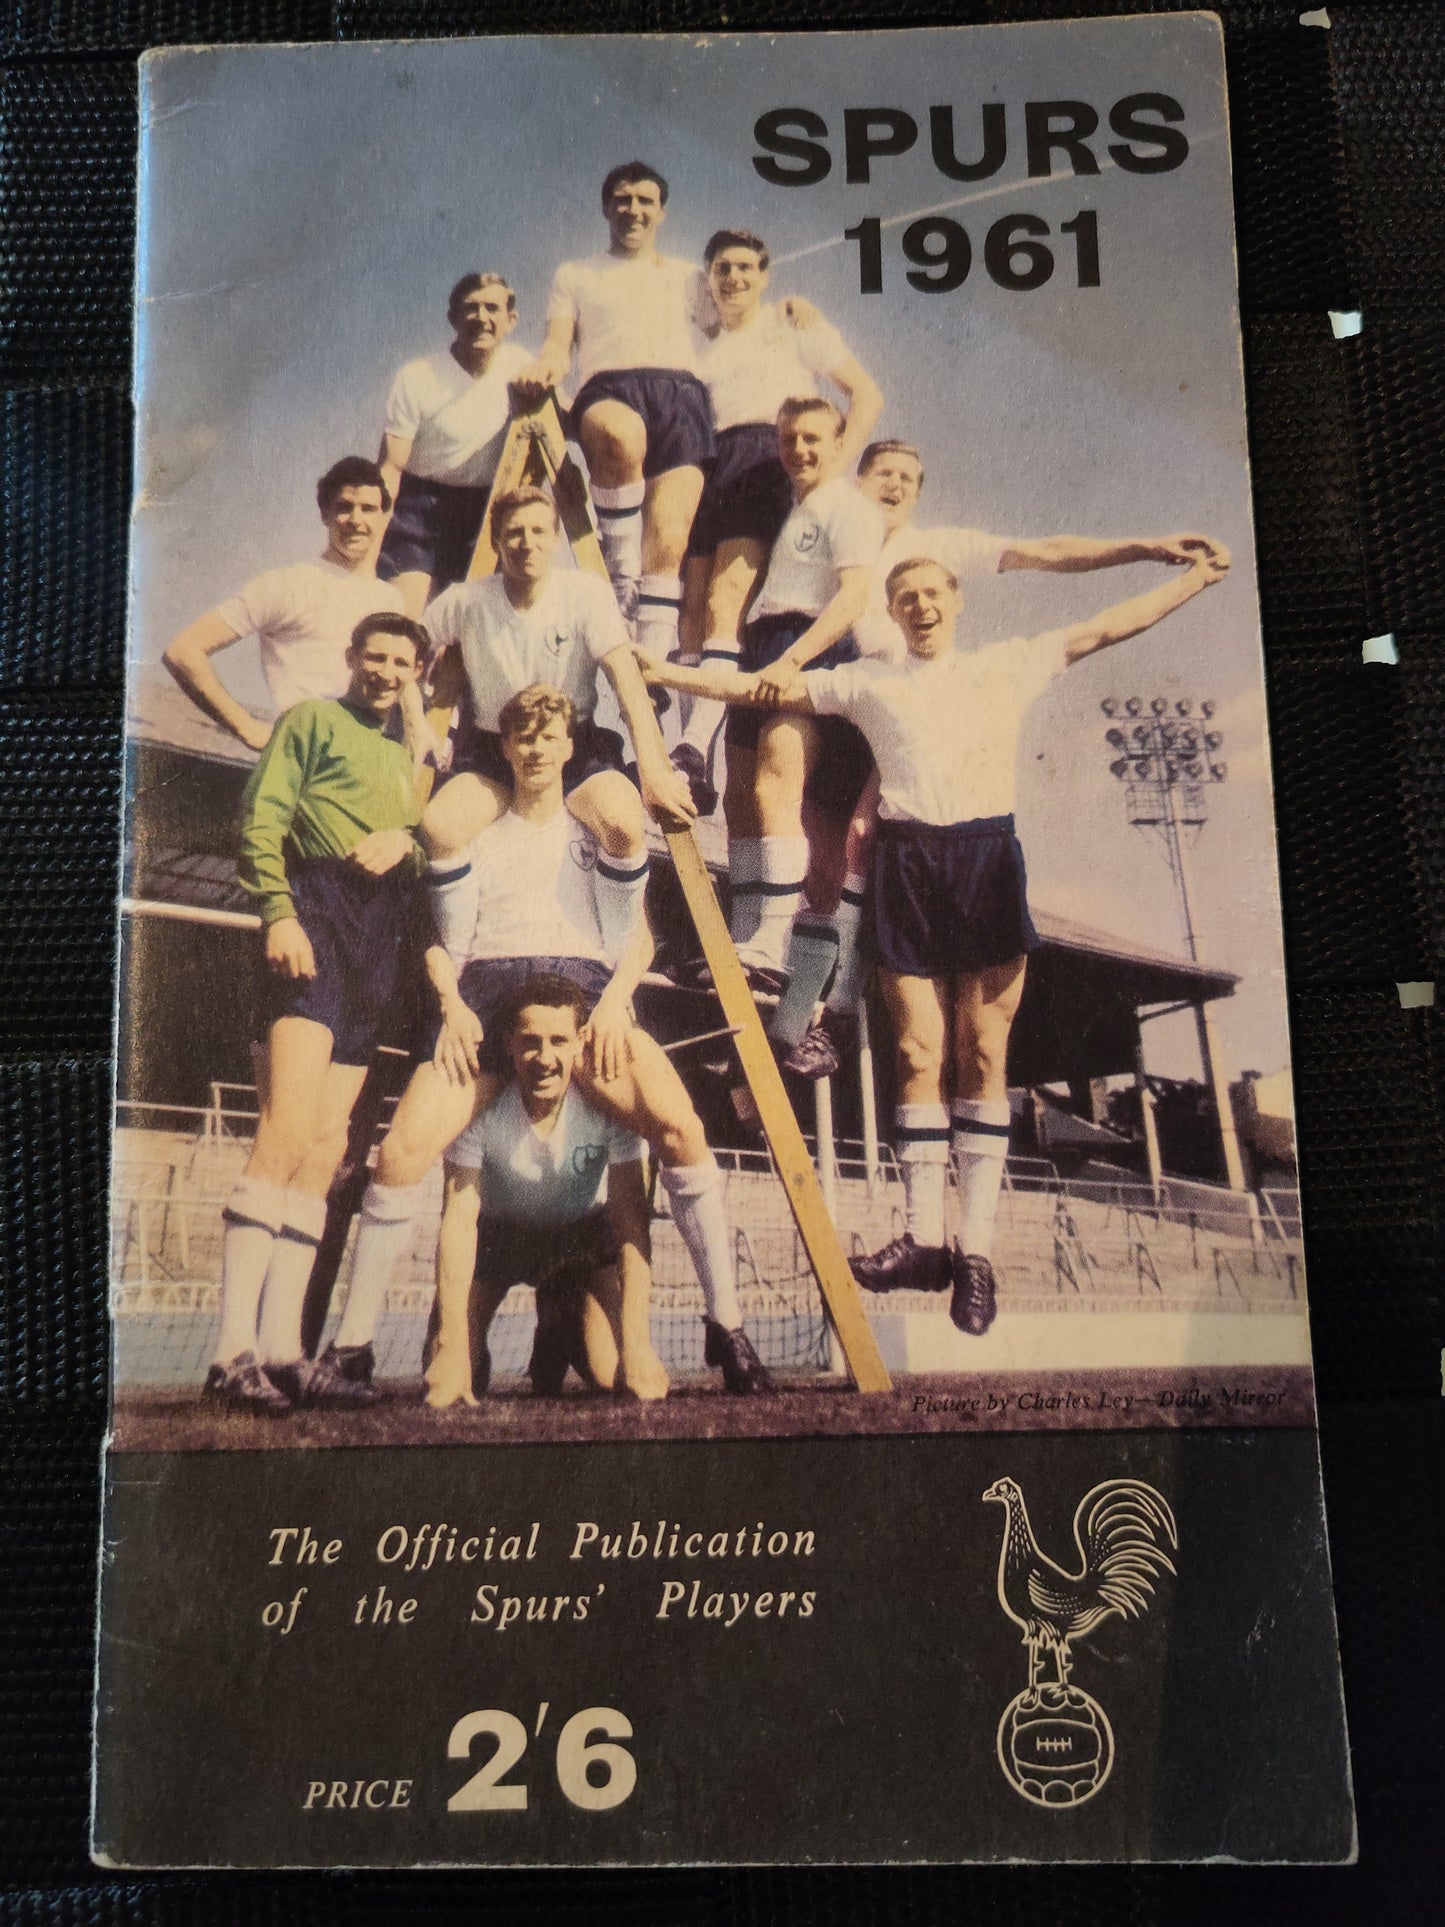 SPURS
1961
Picture by Charles Ley—Daily Mirror
The Official Publication
of the Spurs' Players
PRICE 2'6